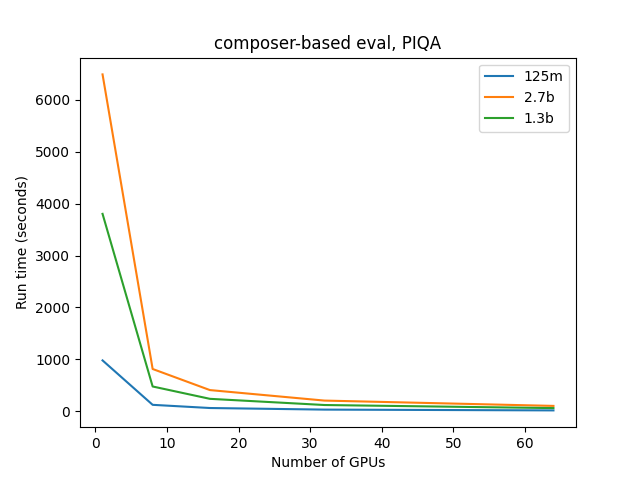 composer-based eval, PIQA
125m
2.7b
1.3b
Run time (seconds)
6000
5000
4000
3000
2000
1000
0
0 10 20 30 40 50 60
Number of GPUs